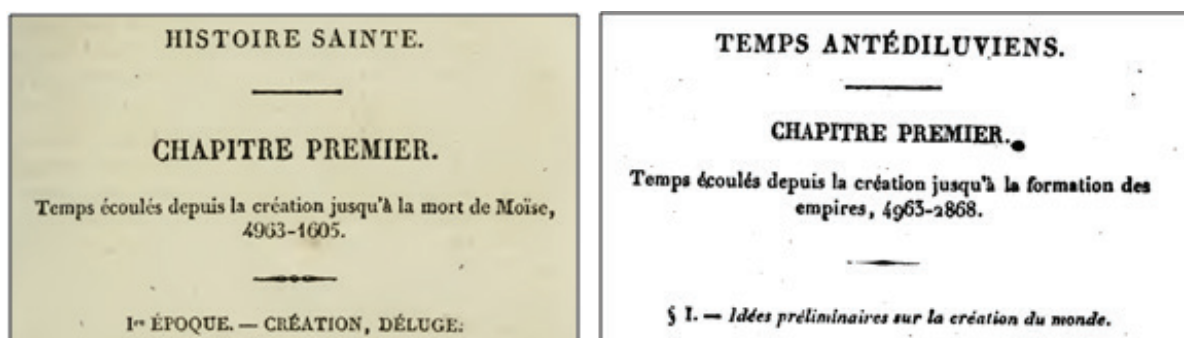 HISTOIRE SAINTE.
CHAPITRE PREMIER.
Temps écoulés depuis la création jusqu'à la mort de Moïse,
4963-1605.
Ire ÉPOQUE. — CRÉATION, DÉLUGE:
TEMPS ANTÉDILUVIENS.
CHAPITRE PREMIER.
Temps écoulés depuis la création jusqu'à la formation des
empires, 4963-2868.
§ I. — Idées préliminaires sur la création du monde.